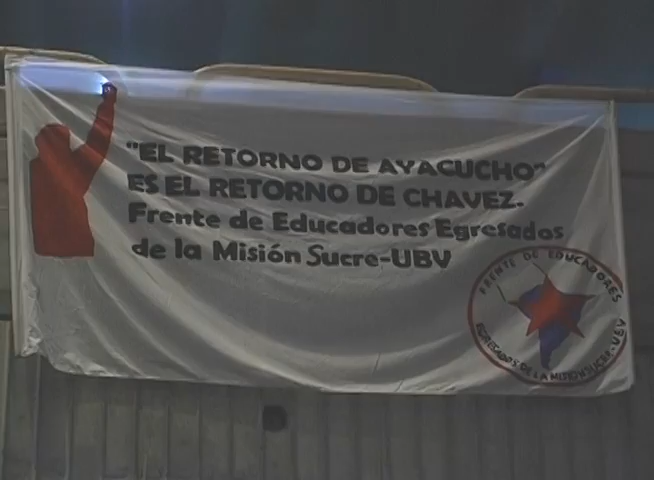 "EL RETORNO DE AYACUCHO"
ES EL RETORNO DE CHAVEZ-
Frente de Educadores Egresados
de la Misión Sucre-UBV
FRENTE DE EDUCADORES
EGRESADOS DE LA MISION SUCRE-UBV